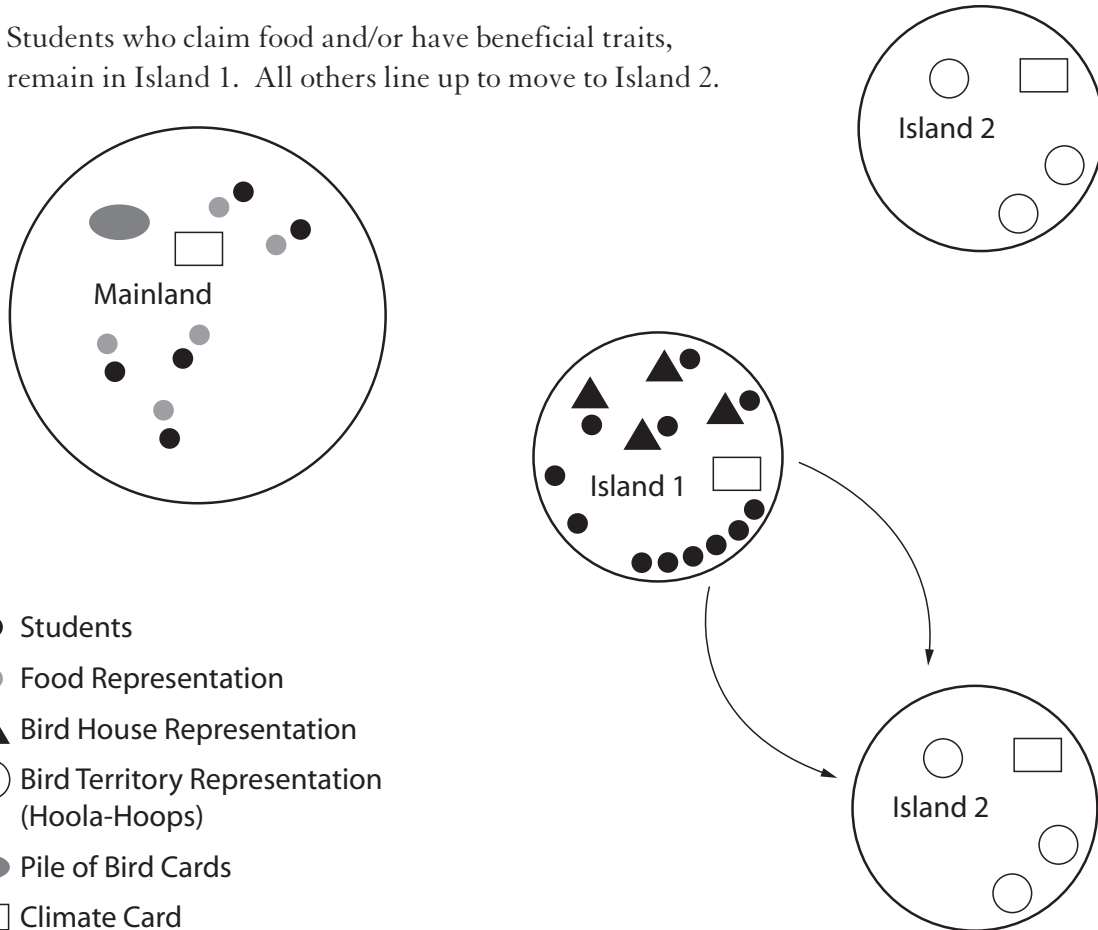 Students who claim food and/or have beneficial traits,
remain in Island 1.  All others line up to move to Island 2.
Island 2
Mainland
Island 1
Students
Food Representation
Bird House Representation
Bird Territory Representation
(Hoola-Hoops)
Island 2
Pile of Bird Cards
Climate Card